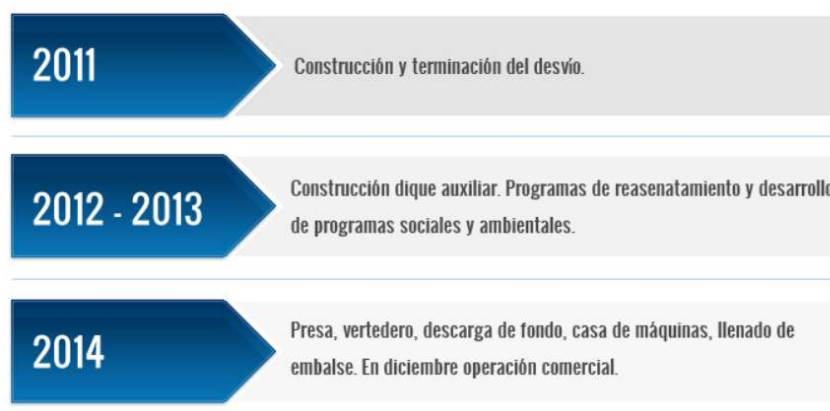 2011
Construcción y terminación del desvío.
2012 - 2013
Construcción dique auxiliar. Programas de reasenatamiento y desarrollo
de programas sociales y ambientales.
2014
Presa, vertedero, descarga de fondo, casa de máquinas, llenado de
embalse. En diciembre operación comercial.